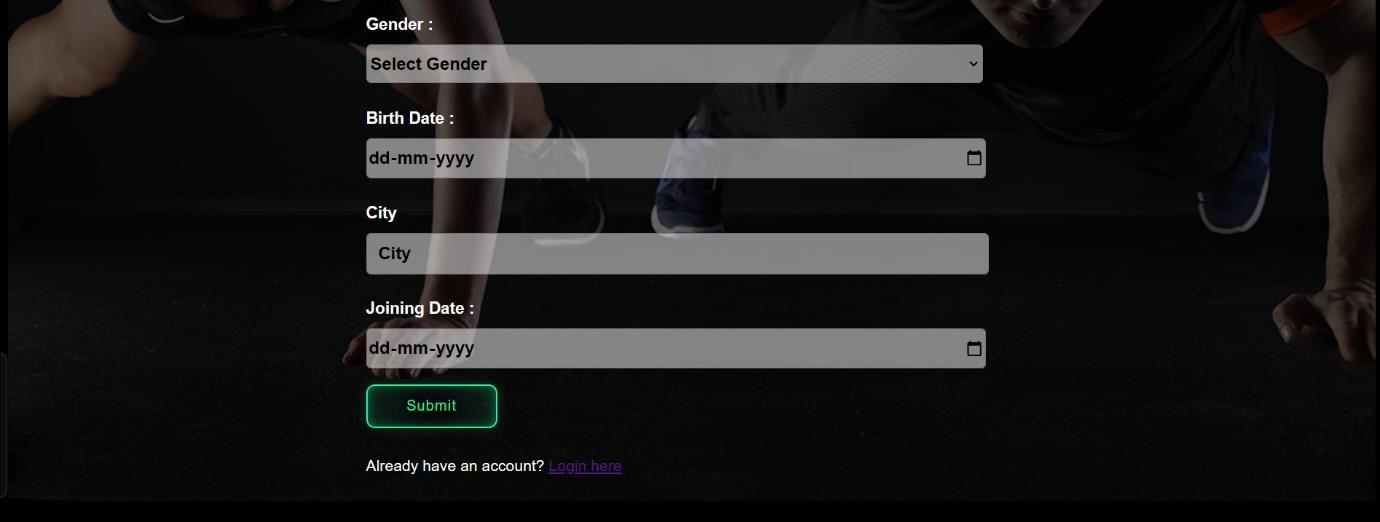 Gender :
Select Gender
Birth Date :
dd-mm-yyyy
City
City
Joining Date :
dd-mm-yyyy
Submit
Already have an account? Login here